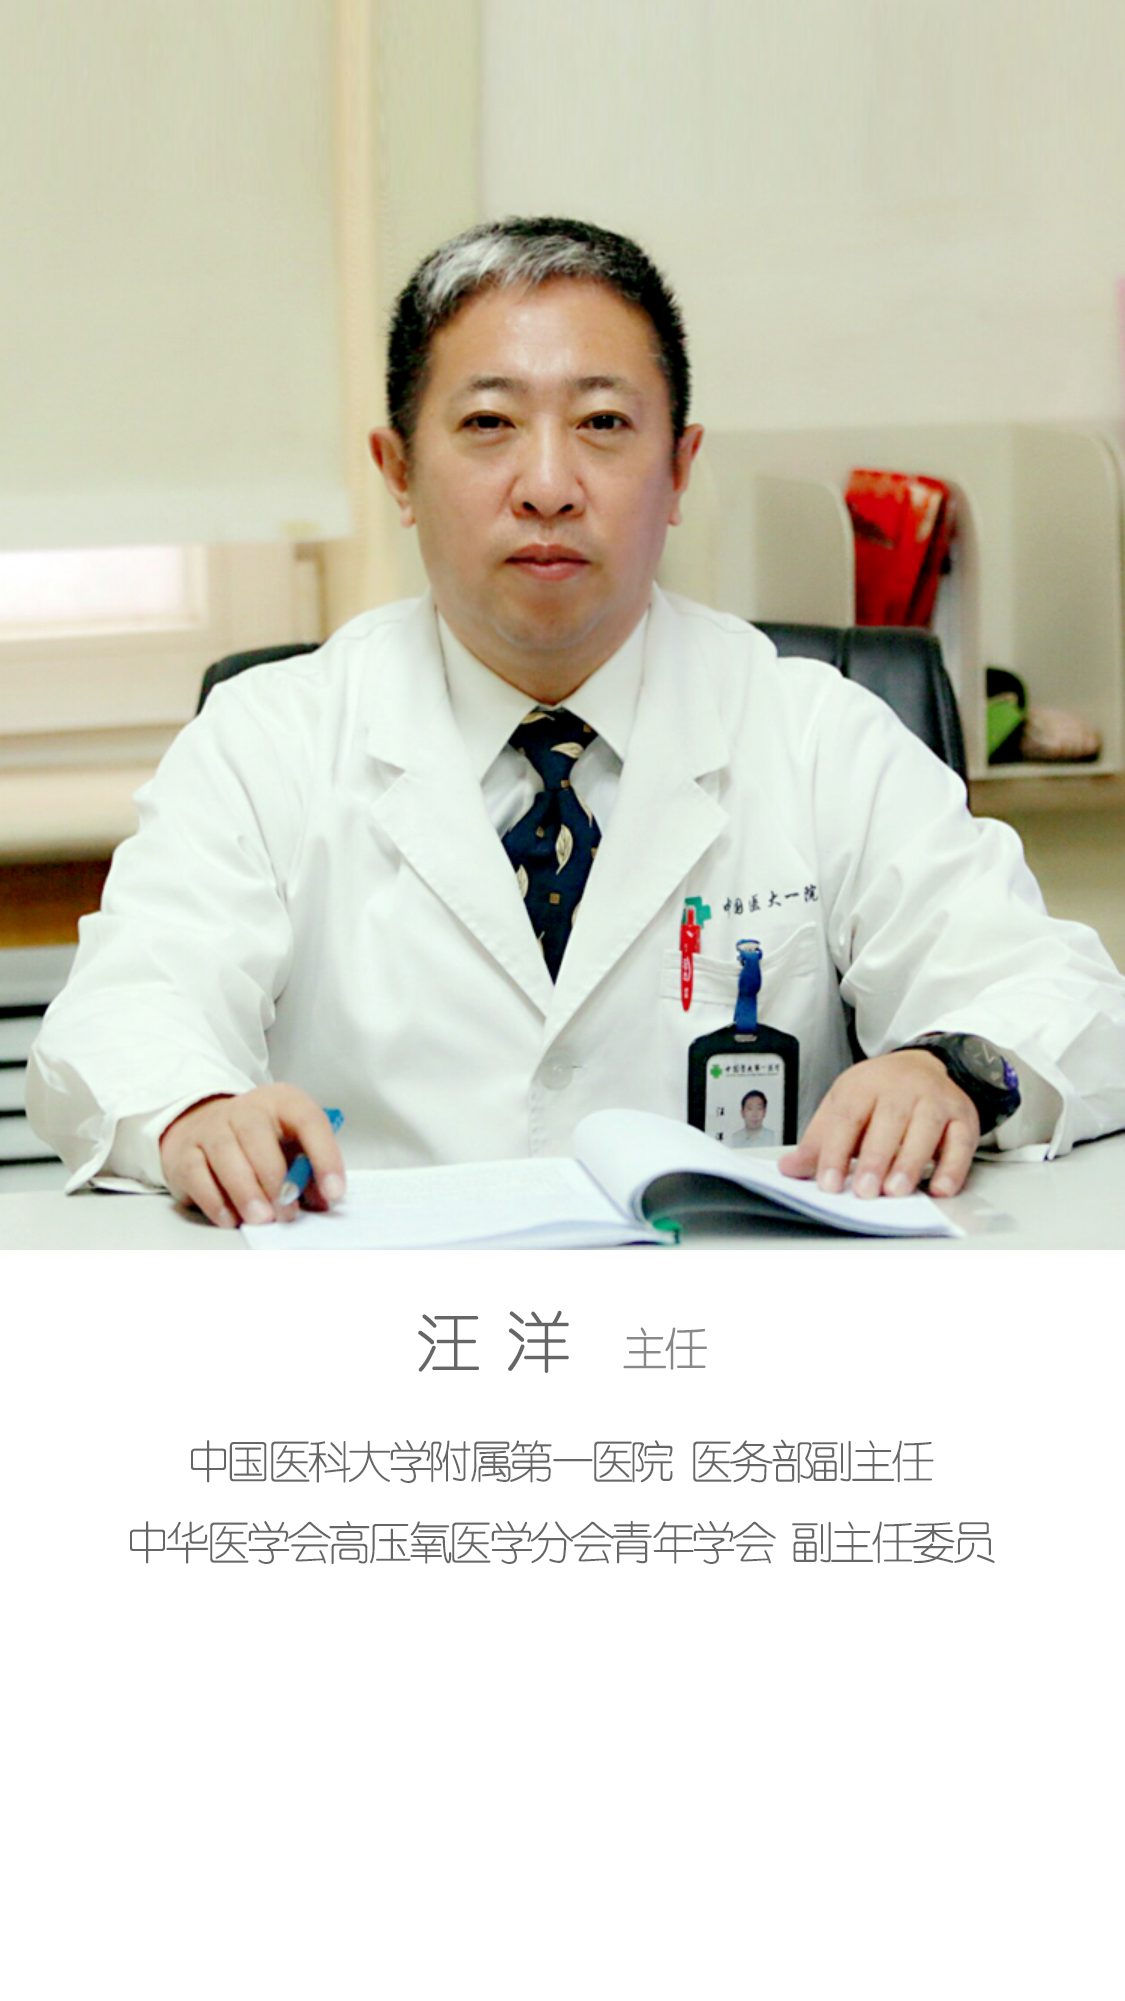 中国医大一院
汪洋
汪 洋 主任
中国医科大学附属第一医院 医务部副主任
中华医学会高压氧医学分会青年学会 副主任委员